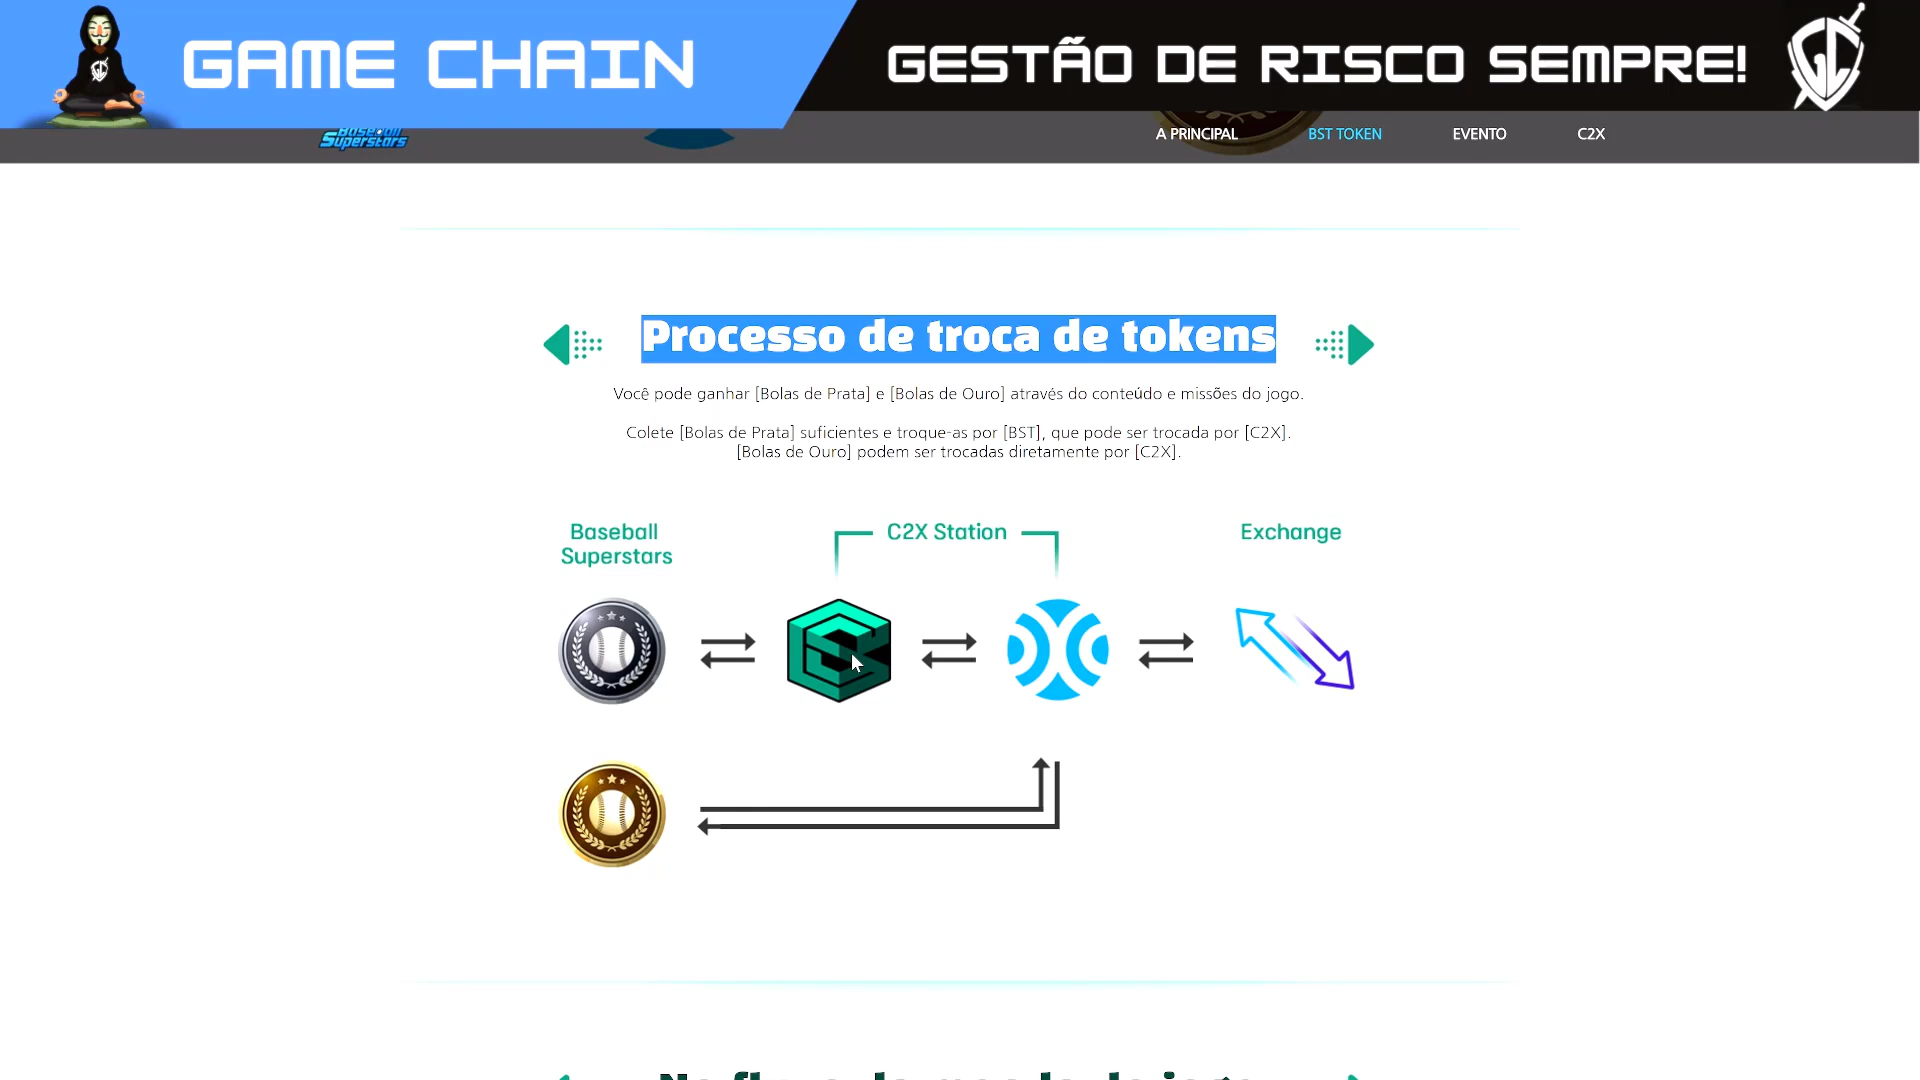 GAME CHAIN
GESTÃO DE RISCO SEMPRE!
Baseball
Superstars
A PRINCIPAL
BST TOKEN
EVENTO
C2X
Processo de troca de tokens
Você pode ganhar [Bolas de Prata] e [Bolas de Ouro] através do conteúdo e missões do jogo.
Colete [Bolas de Prata] suficientes e troque-as por [BST], que pode ser trocada por [C2X].
[Bolas de Ouro] podem ser trocadas diretamente por [C2X].
Baseball
Superstars
C2X Station
Exchange